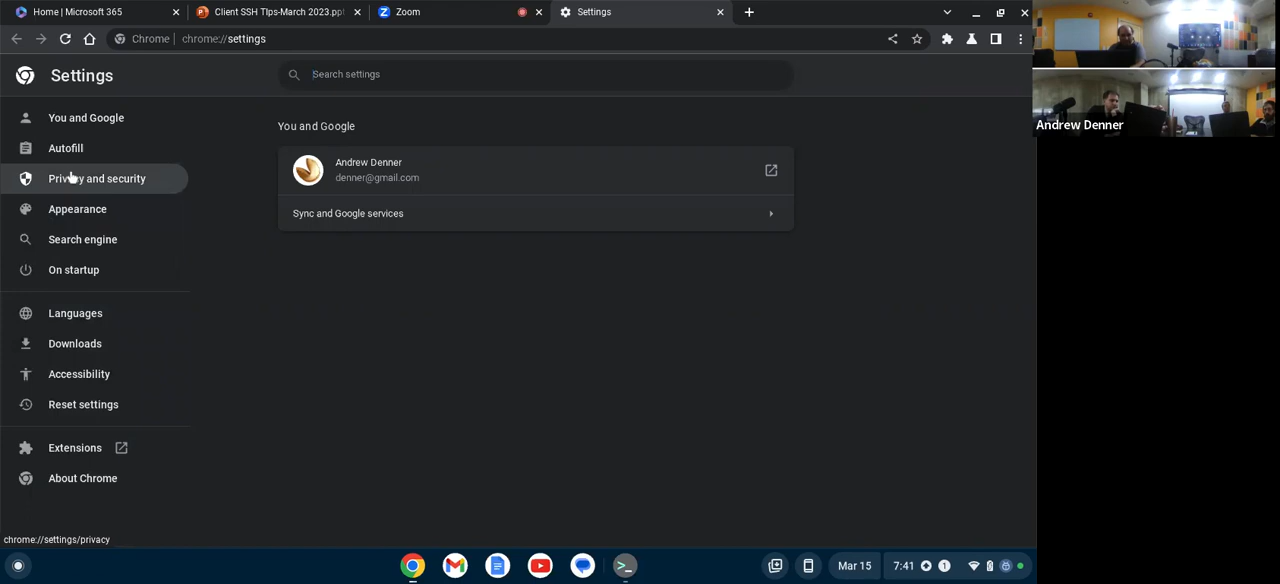 Home | Microsoft 365
Client SSH TIps-March 2023.ppt
Zoom
Settings
Chrome
chrome://settings
Settings
Search settings
You and Google
Autofill
Privacy and security
Appearance
Search engine
On startup
Languages
Downloads
Accessibility
Reset settings
Extensions
About Chrome
You and Google
Andrew Denner
denner@gmail.com
Sync and Google services
chrome://settings/privacy
Mar 15
7:41
1
Andrew Denner